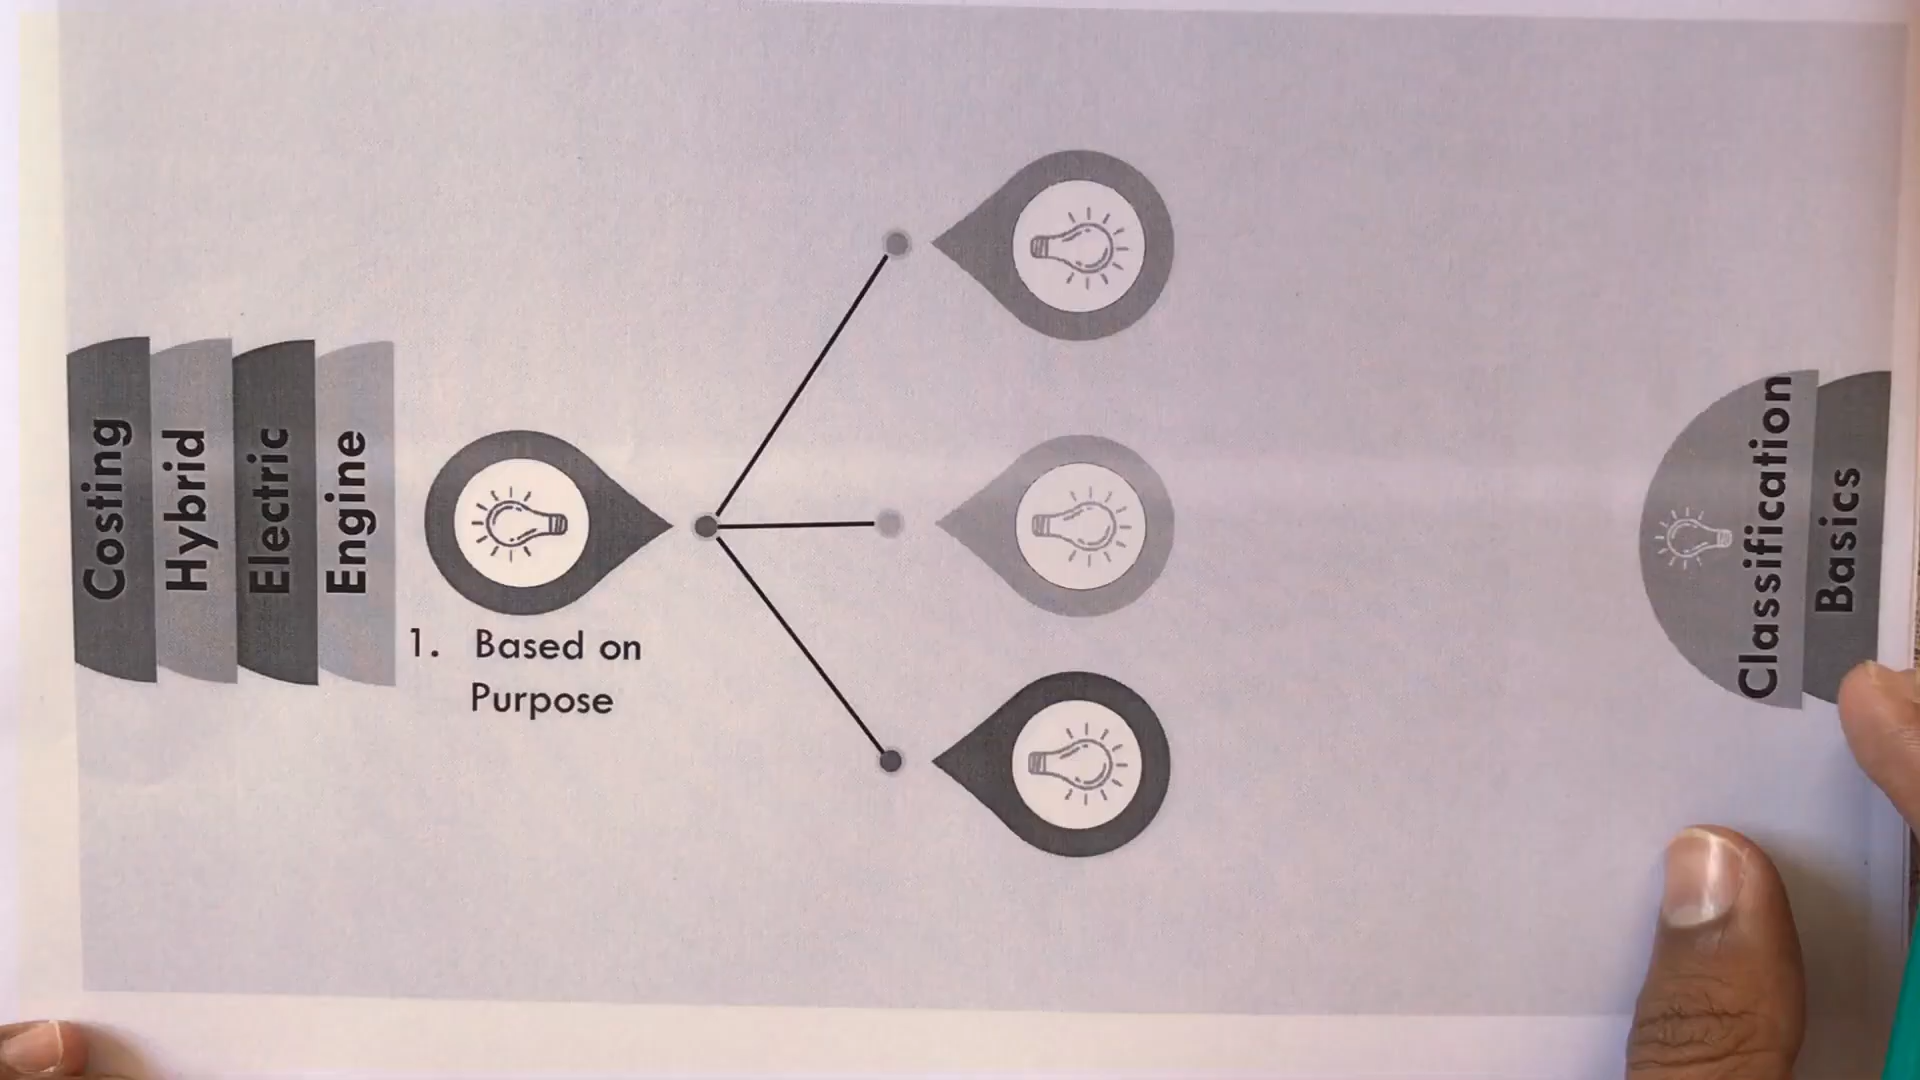 Costing
Hybrid
Electric
Engine
1. Based on
Purpose
Classification
Basics